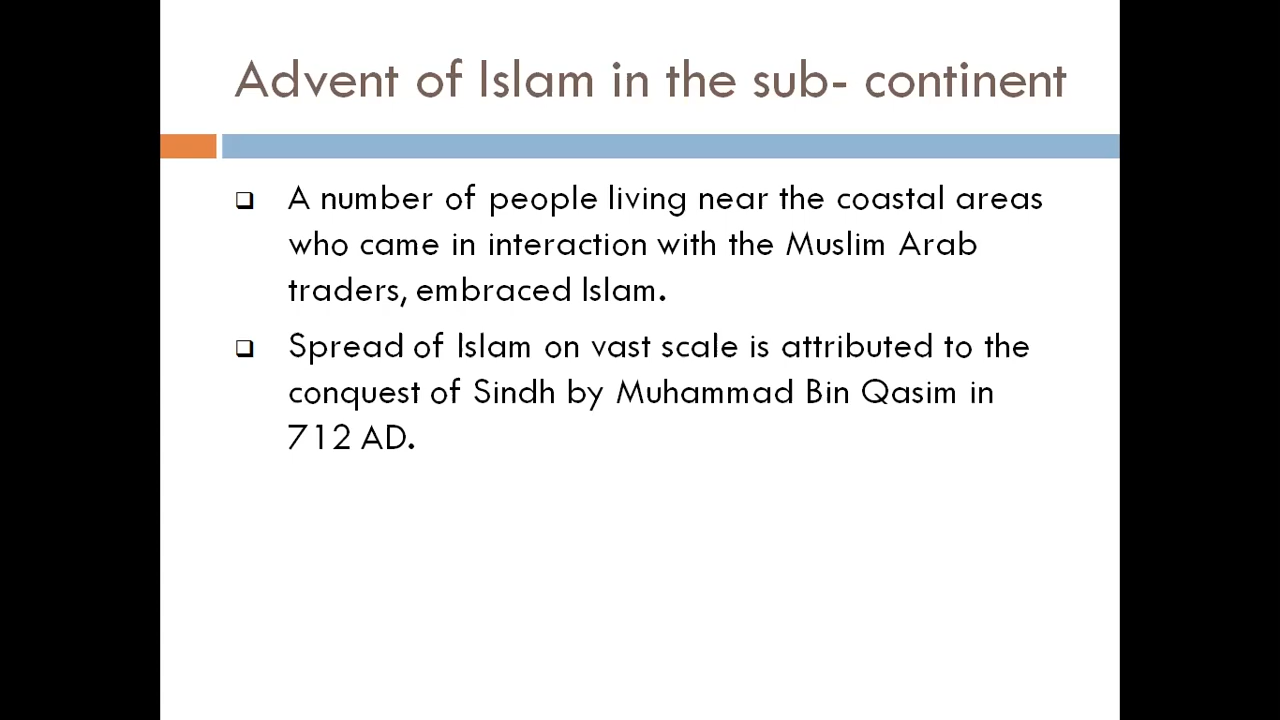 Advent of Islam in the sub- continent
A number of people living near the coastal areas
who came in interaction with the Muslim Arab
traders, embraced Islam.
Spread of Islam on vast scale is attributed to the
conquest of Sindh by Muhammad Bin Qasim in
712 AD.